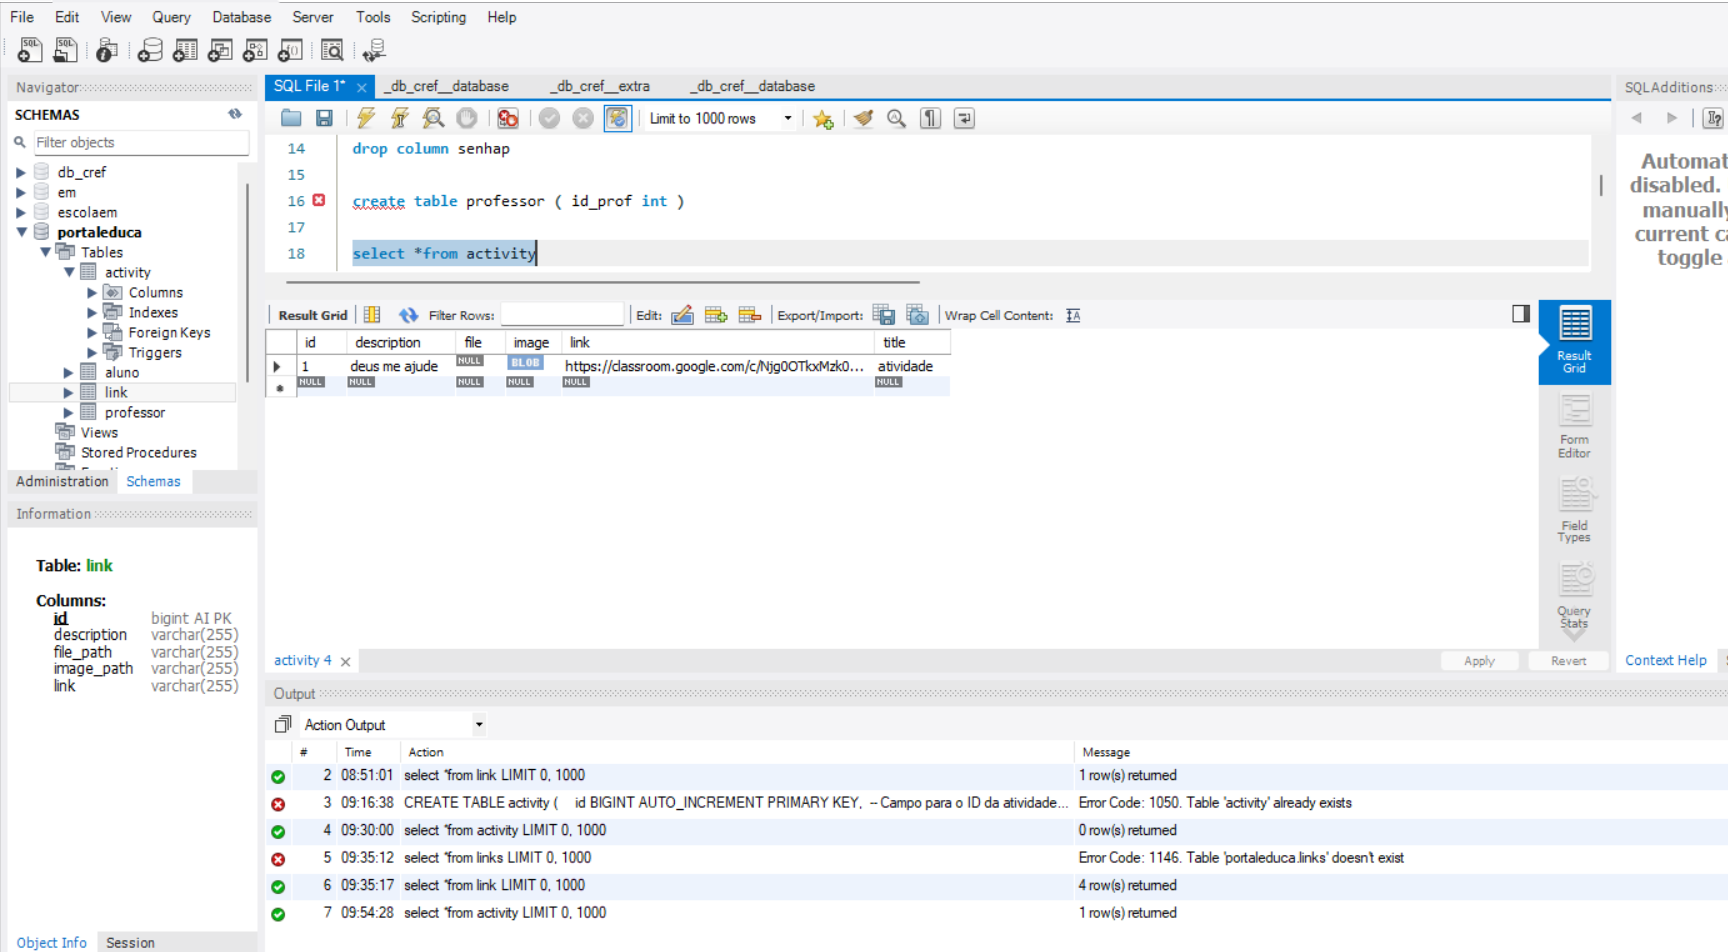 File Edit View Query Database Server Tools Scripting Help
Navigator
SCHEMAS
Filter objects
db_cref
em
escolaem
portaleduca
Tables
activity
Columns
Indexes
Foreign Keys
Triggers
aluno
link
professor
Views
Stored Procedures
Administration Schemas
Information
Table: link
Columns:
id bigint AI PK
description varchar(255)
file_path varchar(255)
image_path varchar(255)
link varchar(255)
Object Info Session
SQL File 1* _db_cref__database _db_cref__extra _db_cref__database
Limit to 1000 rows
14 drop column senhap
15
16 create table professor ( id_prof int )
17
18 select *from activity
Result Grid Filter Rows: Edit: Export/Import: Wrap Cell Content:
id description file image link title
1 deus me ajude NULL BLOB https://classroom.google.com/c/Njg0OTkxMzk0... atividade
NULL NULL NULL NULL NULL NULL
Result
Grid
Form
Editor
Field
Types
Query
Stats
activity 4 Apply Revert
Output
Action Output
# Time Action Message
2 08:51:01 select *from link LIMIT 0, 1000 1 row(s) returned
3 09:16:38 CREATE TABLE activity ( id BIGINT AUTO_INCREMENT PRIMARY KEY, -- Campo para o ID da atividade... Error Code: 1050. Table 'activity' already exists
4 09:30:00 select *from activity LIMIT 0, 1000 0 row(s) returned
5 09:35:12 select *from links LIMIT 0, 1000 Error Code: 1146. Table 'portaleduca.links' doesn't exist
6 09:35:17 select *from link LIMIT 0, 1000 4 row(s) returned
7 09:54:28 select *from activity LIMIT 0, 1000 1 row(s) returned
SQLAdditions
Automat
disabled.
manually
current ca
toggle
Context Help